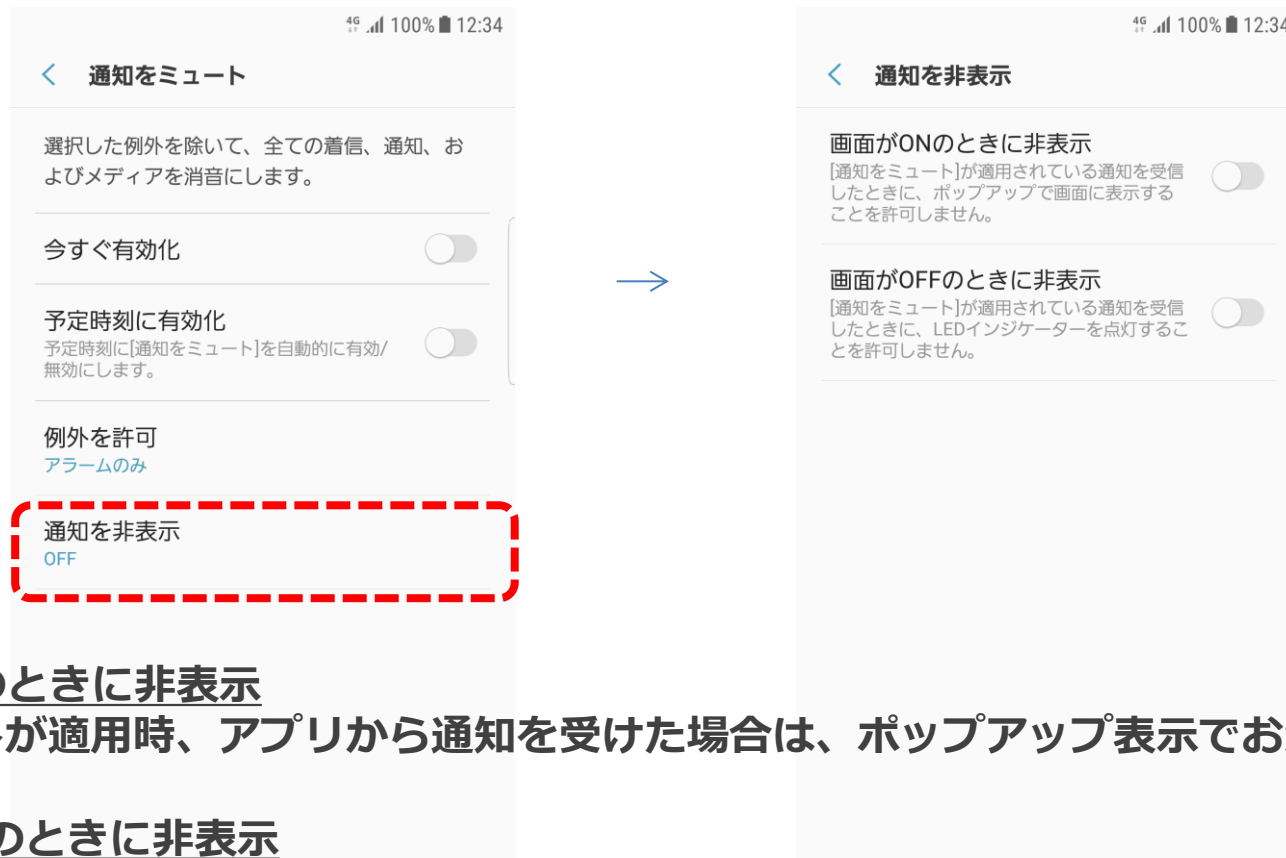 4G 100% 12:34
通知をミュート
選択した例外を除いて、全ての着信、通知、お
よびメディアを消音にします。
今すぐ有効化
予定時刻に有効化
予定時刻に[通知をミュート]を自動的に有効/
無効にします。
例外を許可
アラームのみ
通知を非表示
OFF
4G 100% 12:34
通知を非表示
画面がONのときに非表示
[通知をミュート]が適用されている通知を受信
したときに、ポップアップで画面に表示する
ことを許可しません。
画面がOFFのときに非表示
[通知をミュート]が適用されている通知を受信
したときに、LEDインジケーターを点灯するこ
とを許可しません。
のときに非表示
が適用時、アプリから通知を受けた場合は、ポップアップ表示でお
のときに非表示